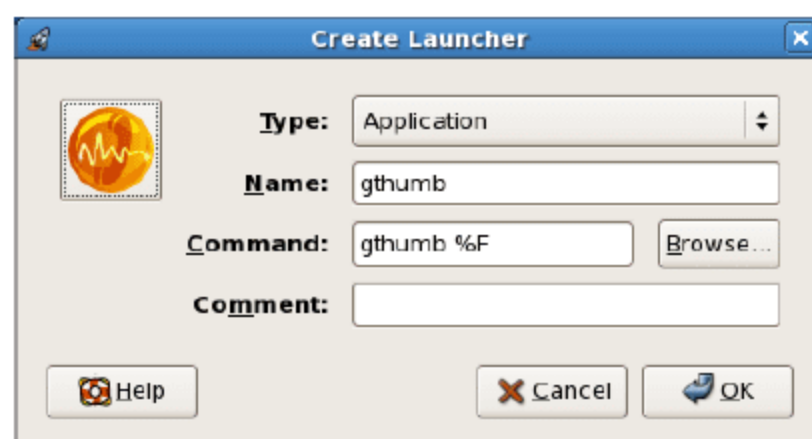 Create Launcher
Type: Application
Name: gthumb
Command: gthumb %F Browse...
Comment:
Help Cancel OK